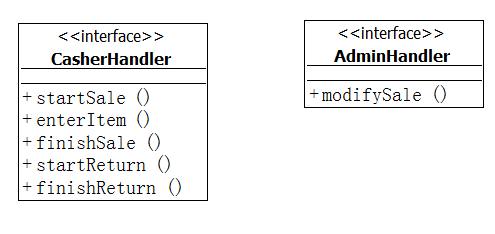 <<interface>>
CasherHandler
+ startSale ()
+ enterItem ()
+ finishSale ()
+ startReturn ()
+ finishReturn ()
<<interface>>
AdminHandler
+ modifySale ()